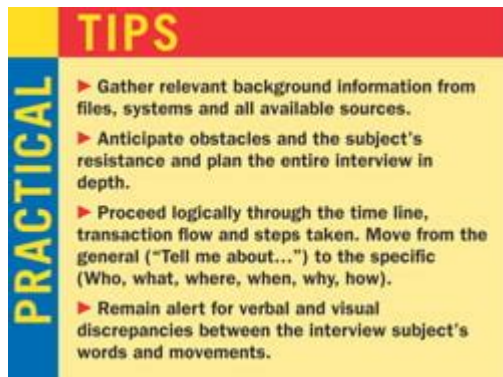 TIPS
PRACTICAL
► Gather relevant background information from
files, systems and all available sources.
► Anticipate obstacles and the subject's
resistance and plan the entire interview in
depth.
► Proceed logically through the time line,
transaction flow and steps taken. Move from the
general (“Tell me about…”) to the specific
(Who, what, where, when, why, how).
► Remain alert for verbal and visual
discrepancies between the interview subject's
words and movements.